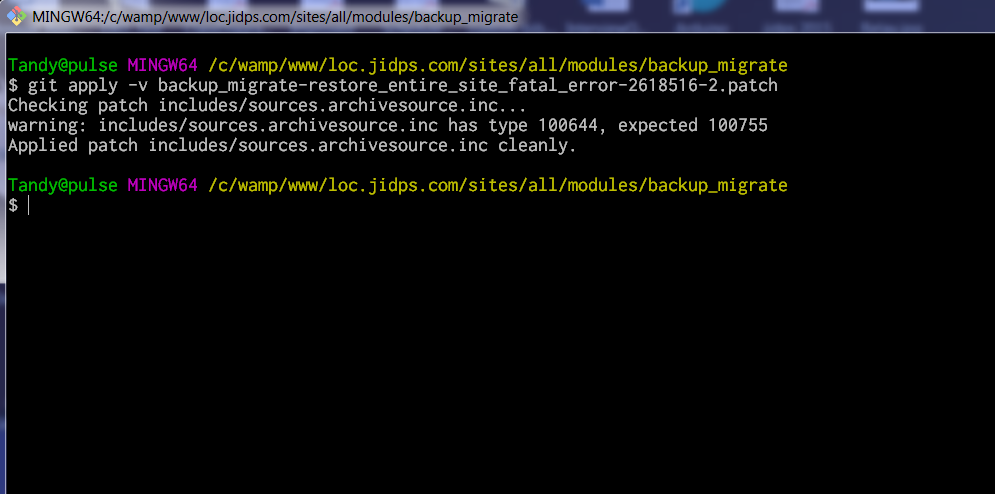 MINGW64:/c/wamp/www/loc.jidps.com/sites/all/modules/backup_migrate
Tandy@pulse MINGW64 /c/wamp/www/loc.jidps.com/sites/all/modules/backup_migrate
$ git apply -v backup_migrate-restore_entire_site_fatal_error-2618516-2.patch
Checking patch includes/sources.archivesource.inc...
warning: includes/sources.archivesource.inc has type 100644, expected 100755
Applied patch includes/sources.archivesource.inc cleanly.
Tandy@pulse MINGW64 /c/wamp/www/loc.jidps.com/sites/all/modules/backup_migrate
$